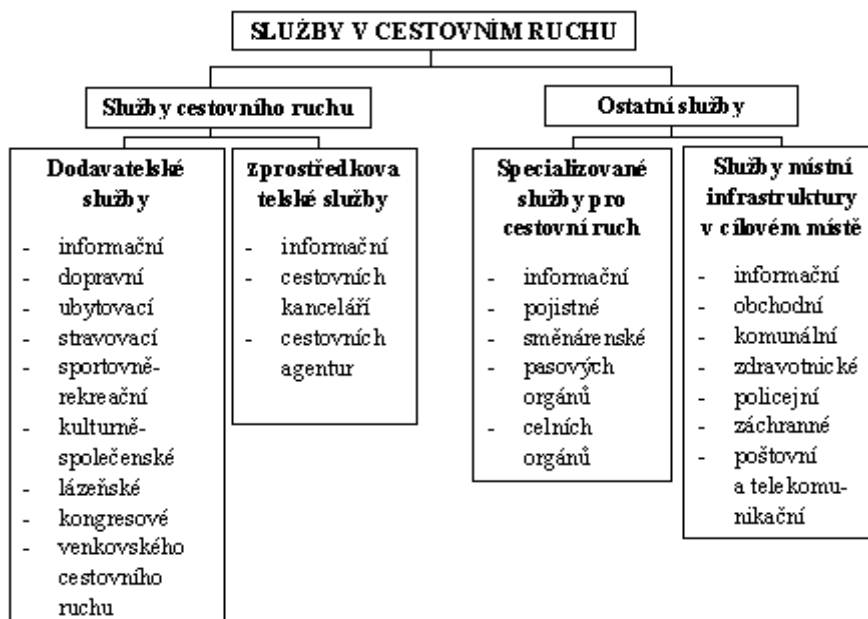 SLUŽBY V CESTOVNÍM RUCHU
Služby cestovního ruchu
Ostatní služby
Dodavatelské
služby
- informační
- dopravní
- ubytovací
- stravovací
- sportovně-
rekreační
- kulturně-
společenské
- lázeňské
- kongresové
- venkovského
cestovního
ruchu
zprostředkova
telské služby
- informační
- cestovních
kanceláří
- cestovních
agentur
Specializované
služby pro
cestovní ruch
- informační
- pojistné
- směnárenské
- pasových
orgánů
- celních
orgánů
Služby místní
infrastruktury
v cílovém místě
- informační
- obchodní
- komunální
- zdravotnické
- policejní
- záchranné
- poštovní
a telekomu-
nikační